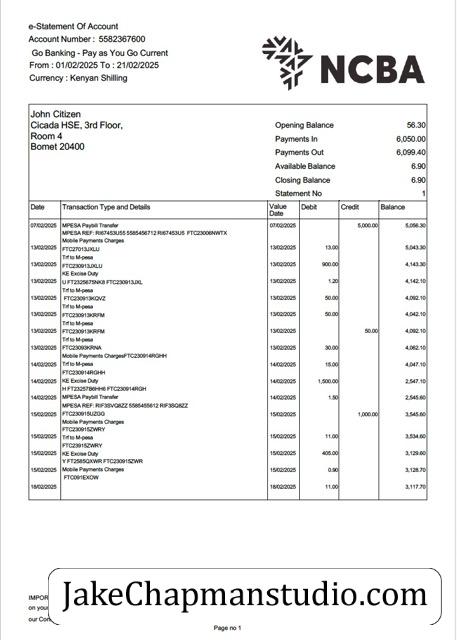 e-Statement Of Account
Account Number : 5582367600
Go Banking - Pay as You Go Current
From : 01/02/2025 To : 21/02/2025
Currency : Kenyan Shilling
NCBA
John Citizen
Cicada HSE, 3rd Floor,
Room 4
Bomet 20400
Opening Balance 56.30
Payments In 6,050.00
Payments Out 6,099.40
Available Balance 6.90
Closing Balance 6.90
Statement No 1
Date Transaction Type and Details Value Date Debit Credit Balance
07/02/2025 MPESA Paybill Transfer 07/02/2025 5,000.00 5,056.30
MPESA REF: RI67453U55 5585456712 RI67453U5 FTC23006NWTX
Mobile Payments Charges
13/02/2025 FTC27013JXLU 13/02/2025 13.00 5,043.30
Trf to M-pesa
13/02/2025 FTC230913JXLU 13/02/2025 900.00 4,143.30
KE Excise Duty
13/02/2025 U FT2325675NK8 FTC230913JXL 13/02/2025 1.20 4,142.10
Trf to M-pesa
13/02/2025 FTC230913KQVZ 13/02/2025 50.00 4,092.10
Trf to M-pesa
13/02/2025 FTC230913KRFM 13/02/2025 50.00 4,042.10
Trf to M-pesa
13/02/2025 FTC230913KRFM 13/02/2025 50.00 4,092.10
Trf to M-pesa
13/02/2025 FTC23093KRNA 13/02/2025 30.00 4,062.10
Mobile Payments ChargesFTC230914RGHH
14/02/2025 Trf to M-pesa 14/02/2025 15.00 4,047.10
FTC230914RGHH
14/02/2025 KE Excise Duty 14/02/2025 1,500.00 2,547.10
H FT23257B6HH6 FTC230914RGH
14/02/2025 MPESA Paybill Transfer 14/02/2025 1.50 2,545.60
MPESA REF: RIF3SVQ8ZZ 5585455612 RIF3SQ8ZZ
15/02/2025 FTC230915UZGG 15/02/2025 1,000.00 3,545.60
Mobile Payments Charges
FTC230915ZWRY
15/02/2025 Trf to M-pesa 15/02/2025 11.00 3,534.60
FTC23915ZWRY
15/02/2025 KE Excise Duty 15/02/2025 405.00 3,129.60
Y FT2585QXWR FTC230915ZWR
15/02/2025 Mobile Payments Charges 15/02/2025 0.90 3,128.70
FTC091EXOW
18/02/2025 18/02/2025 11.00 3,117.70
JakeChapmanstudio.com
on your
Page no 1